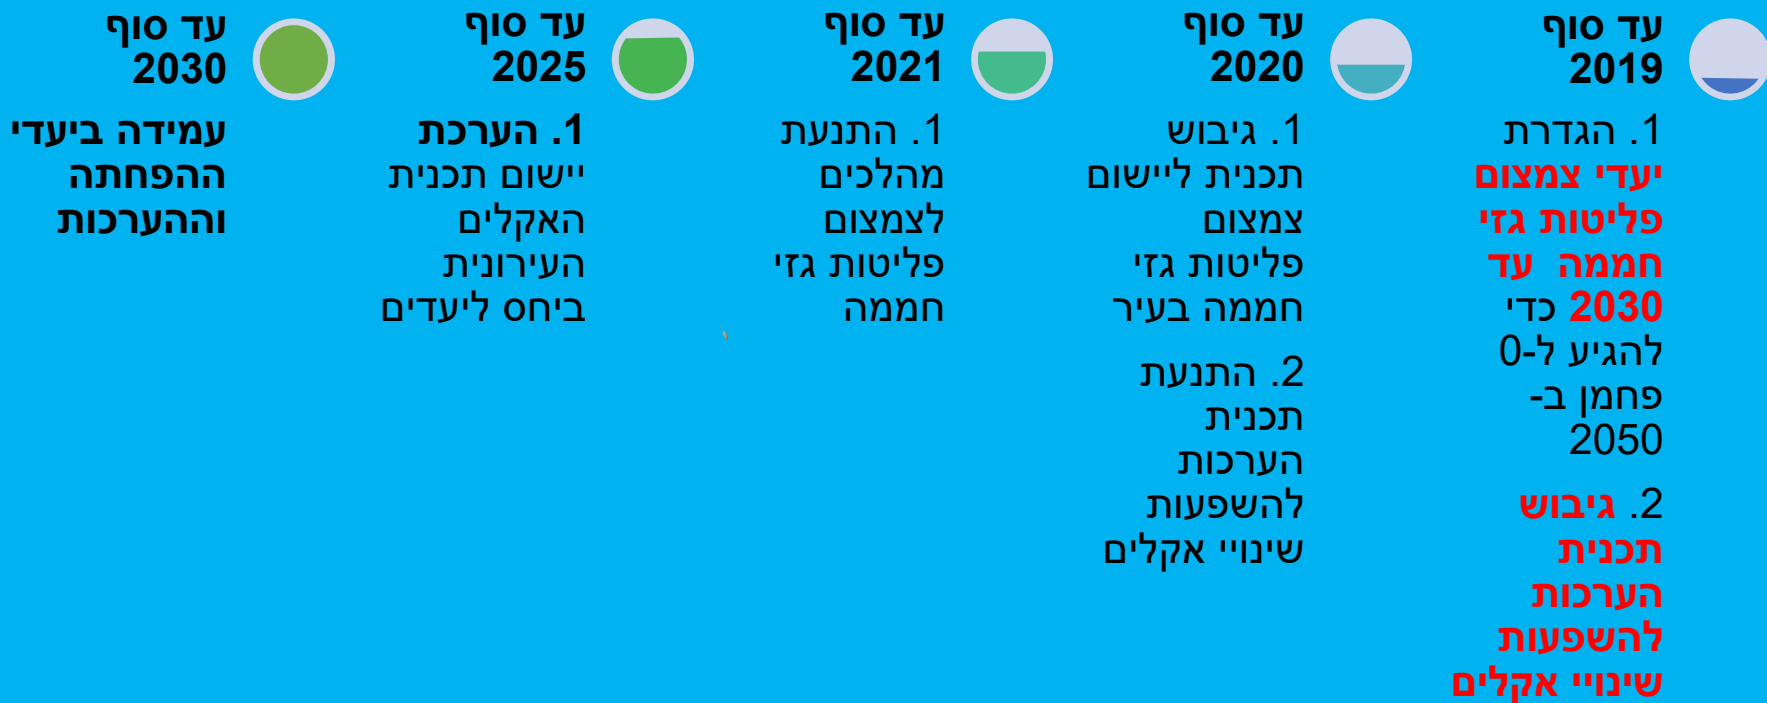 עד סוף
2019
1. הגדרת
יעדי צמצום
פליטות גזי
חממה עד
2030 כדי
להגיע ל-0
פחמן ב-
2050
2. גיבוש
תכנית
הערכות
להשפעות
שינויי אקלים
עד סוף
2020
1. גיבוש
תכנית ליישום
צמצום
פליטות גזי
חממה בעיר
2. התנעת
תכנית
הערכות
להשפעות
שינויי אקלים
עד סוף
2021
1. התנעת
מהלכים
לצמצום
פליטות גזי
חממה
עד סוף
2025
1. הערכת
יישום תכנית
האקלים
העירונית
ביחס ליעדים
עד סוף
2030
עמידה ביעדי
ההפחתה
וההערכות